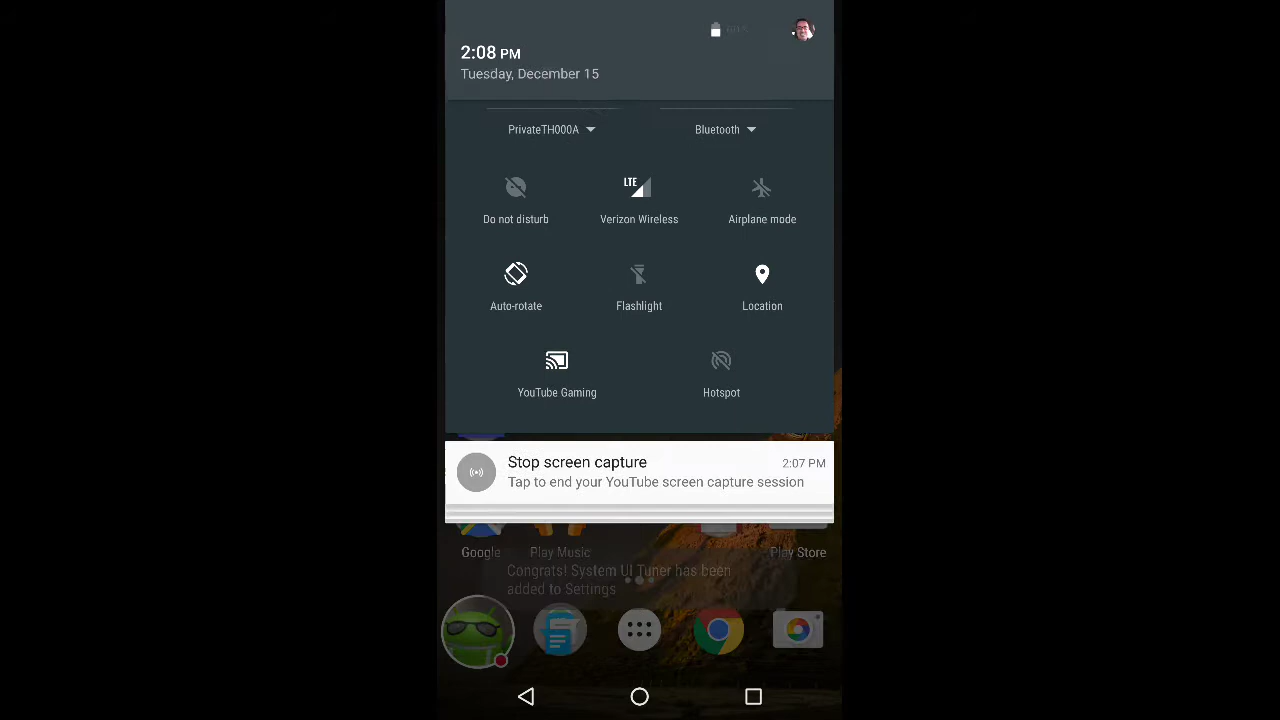 2:08 PM
Tuesday, December 15
PrivateTH000A
Bluetooth
Do not disturb
LTE
Verizon Wireless
Airplane mode
Auto-rotate
Flashlight
Location
YouTube Gaming
Hotspot
Stop screen capture
2:07 PM
Tap to end your YouTube screen capture session
Google
Play Music
Play Store
Congrats! System UI Tuner has been
added to Settings